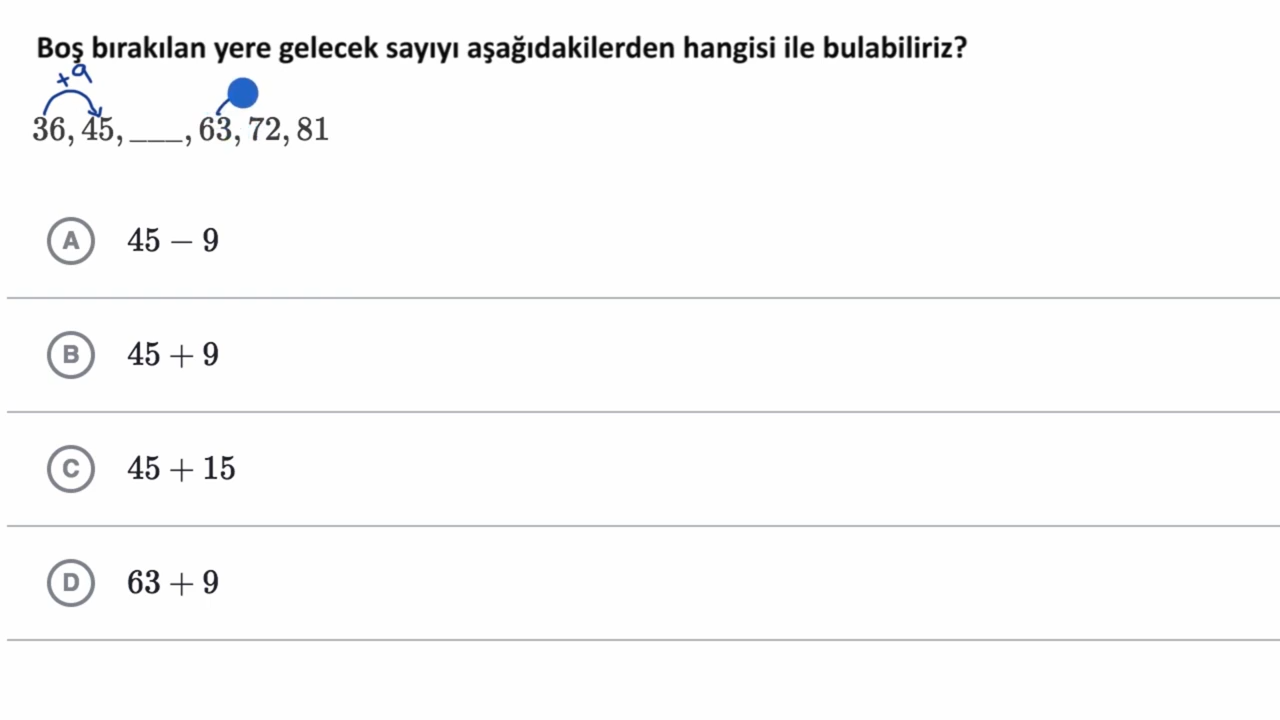 Boş bırakılan yere gelecek sayıyı aşağıdakilerden hangisi ile bulabiliriz?
+9
36, 45, ___, 63, 72, 81
A 45 − 9
B 45 + 9
C 45 + 15
D 63 + 9